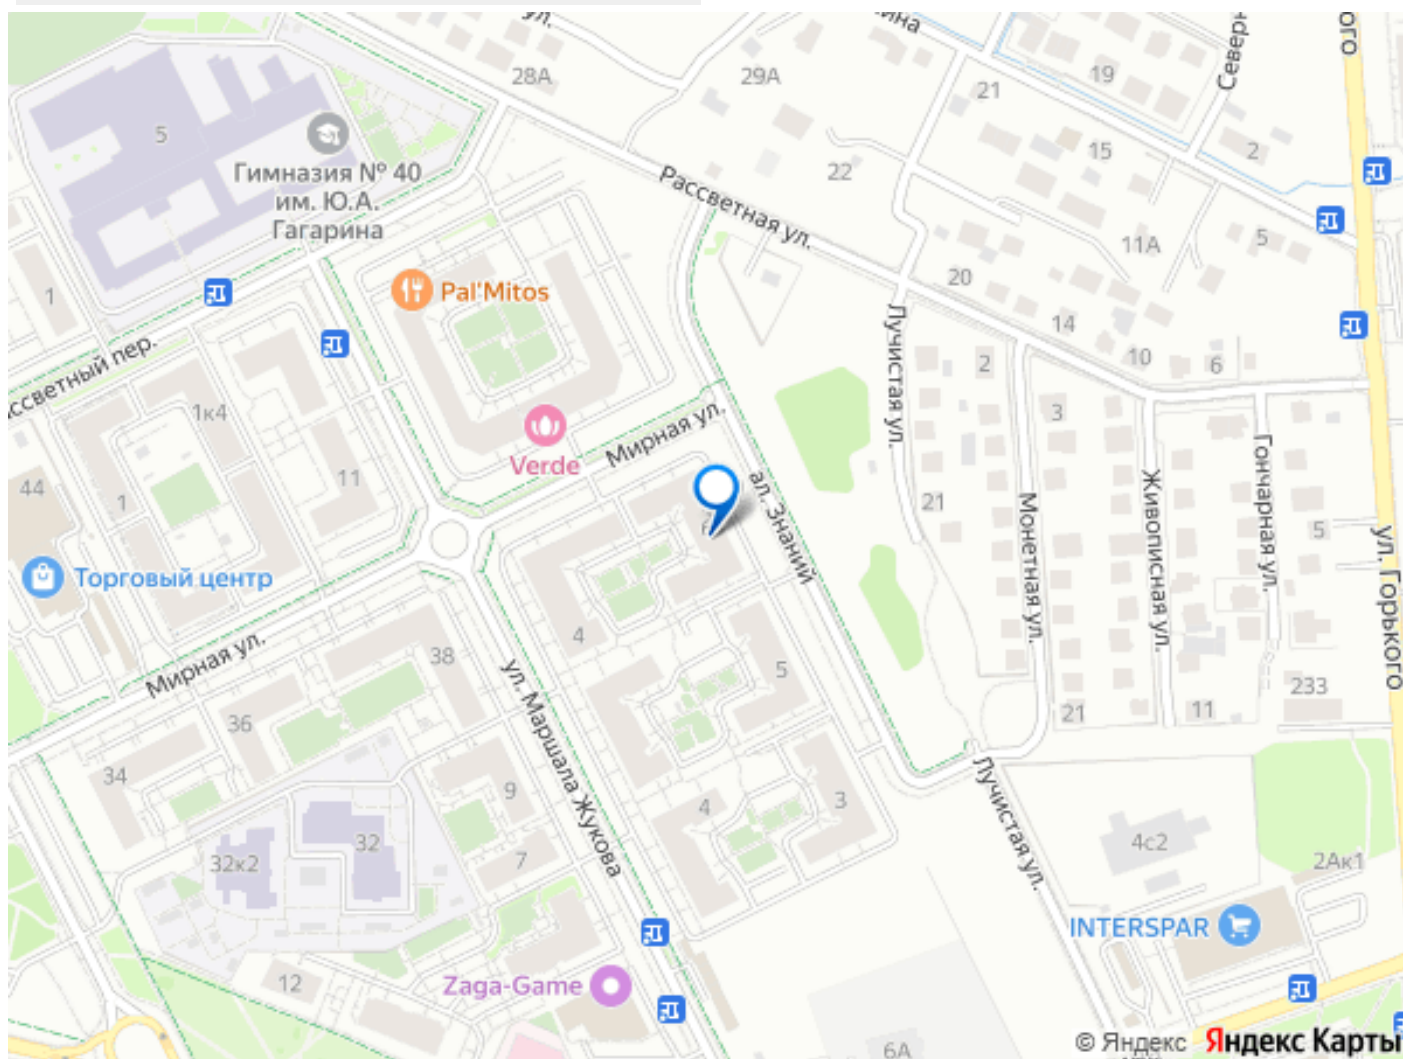 ул.
28А
29А
21
19
5
Гимназия № 40
им. Ю.А.
Гагарина
22
15
2
Рассветная ул.
11А
5
1
Pal'Mitos
20
14
10
6
Лучистая ул.
2
3
1к4
Verde
Мирная ул.
11
44
1
ал. Знаний
21
Монетная ул.
Живописная ул.
Гончарная ул.
5
ул. Горького
Торговый центр
4
Мирная ул.
38
ул. Маршала Жукова
5
36
21
11
233
34
9
4
3
Лучистая ул.
32
32к2
7
4с2
2Ак1
INTERSPAR
12
Zaga-Game
6А
© Яндекс Яндекс Карты